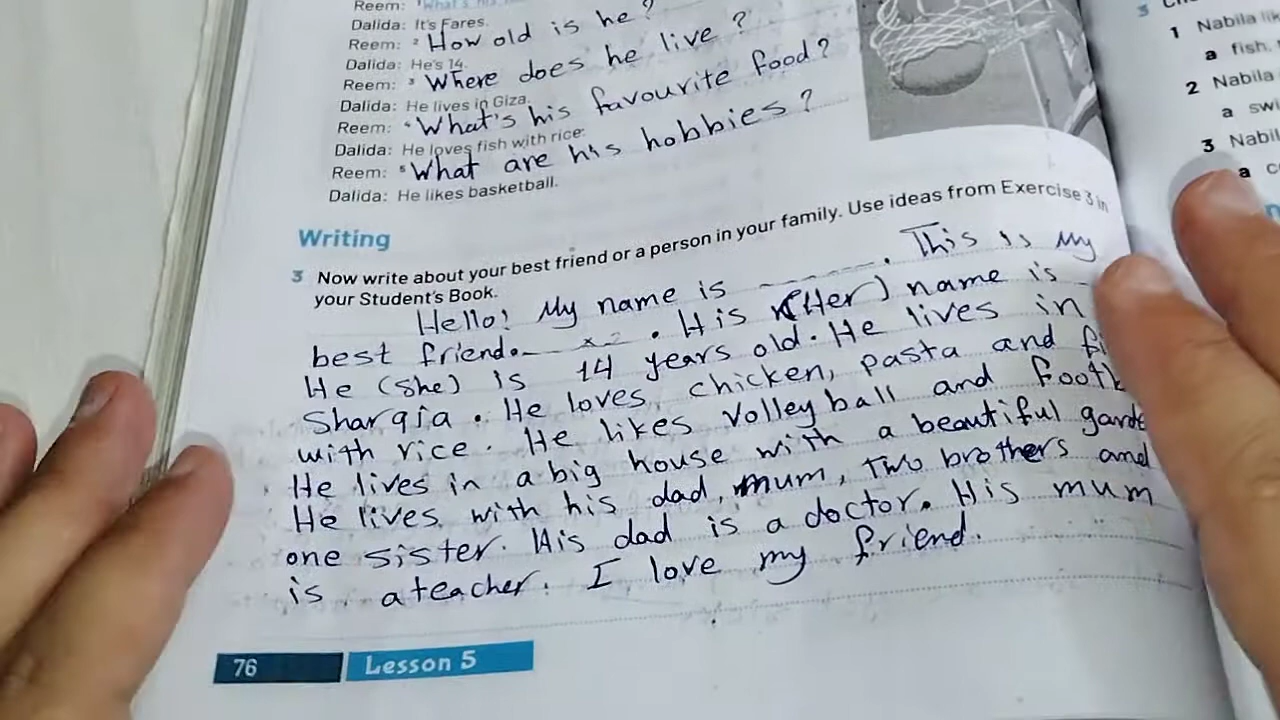 Reem: What's his
Dalida: It's Fares.
Reem: 2 How old is he?
Dalida: He's 14.
Reem: 3 Where does he live?
Dalida: He lives in Giza.
Reem: 4 What's his favourite food?
Dalida: He loves fish with rice.
Reem: 5 What are his hobbies?
Dalida: He likes basketball.
Writing
3 Now write about your best friend or a person in your family. Use ideas from Exercise 3 in
your Student's Book.
Hello! My name is ------. This is my
best friend. His (Her) name is
He (she) is 14 years old. He lives in
Sharqia. He loves chicken, pasta and
with rice. He likes volleyball and
He lives in a big house with a beautiful
He lives with his dad, mum, two brothers and
one sister. His dad is a doctor. His mum
is a teacher. I love my friend.
76 Lesson 5
3
1 Nabila
a fish.
2 Nabila
a
3
a